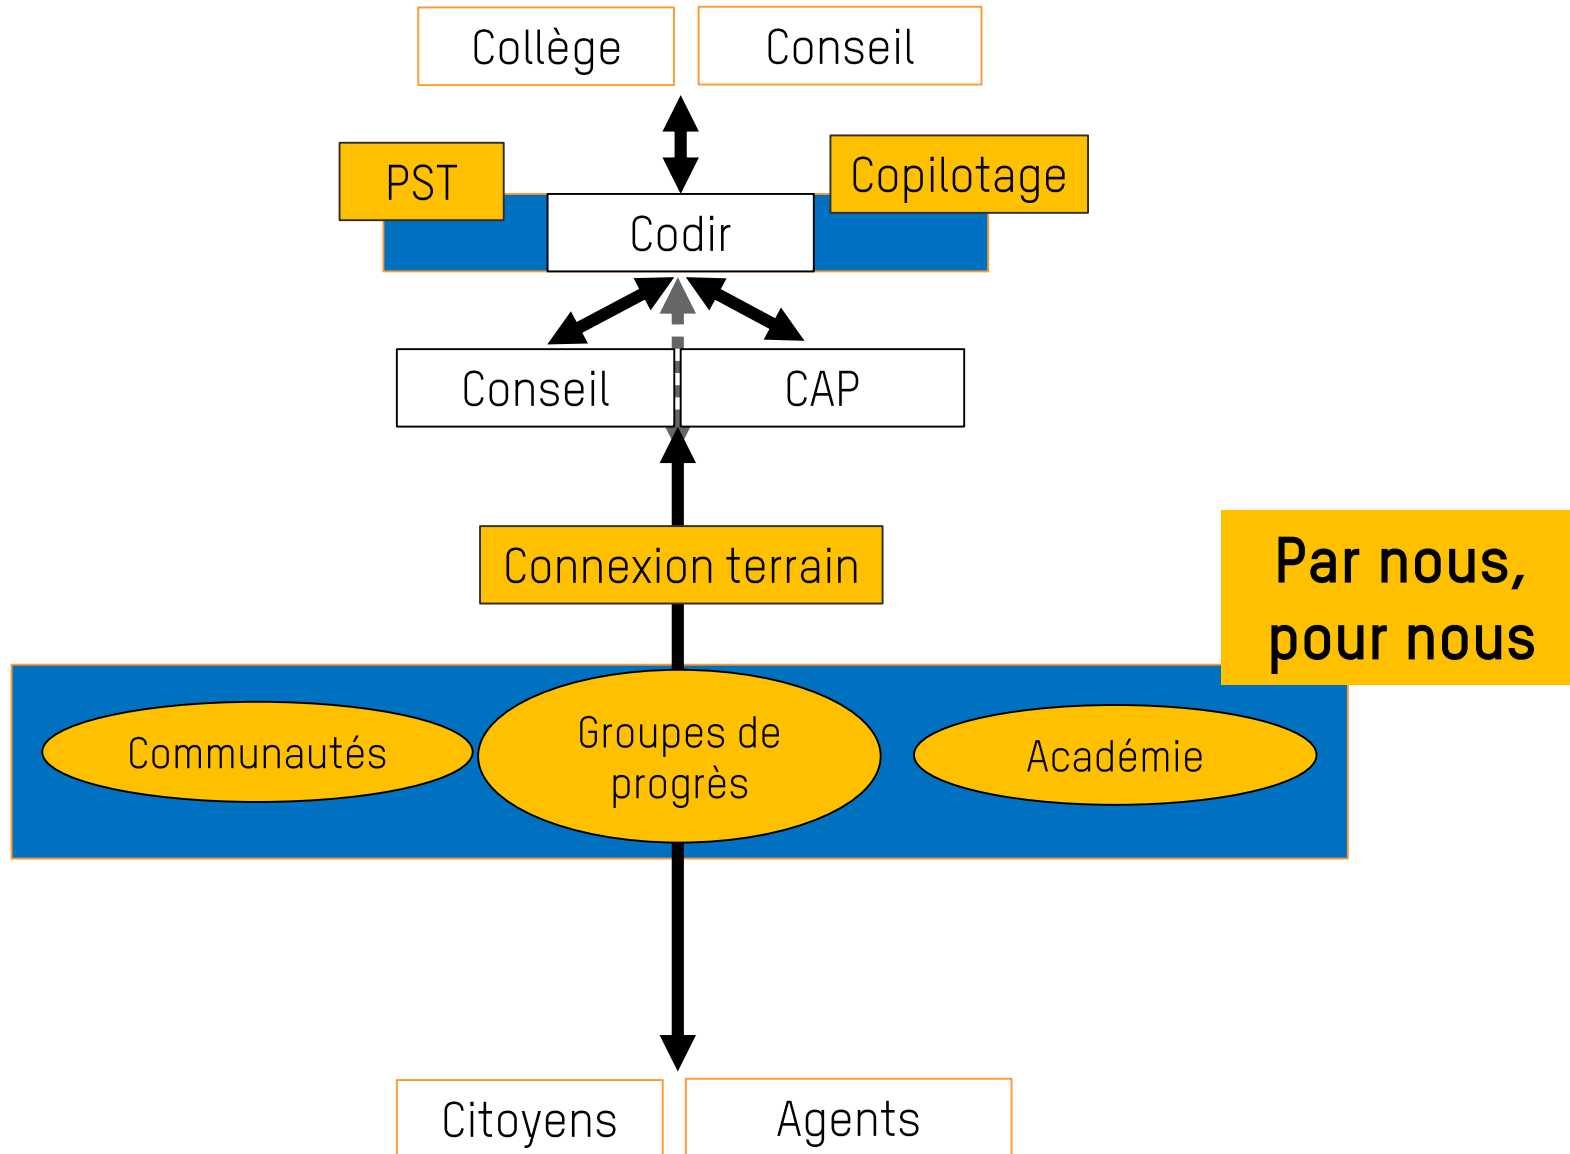 Collège
Conseil
PST
Copilotage
Codir
Conseil
CAP
Connexion terrain
Par nous,
pour nous
Communautés
Groupes de
progrès
Académie
Citoyens
Agents